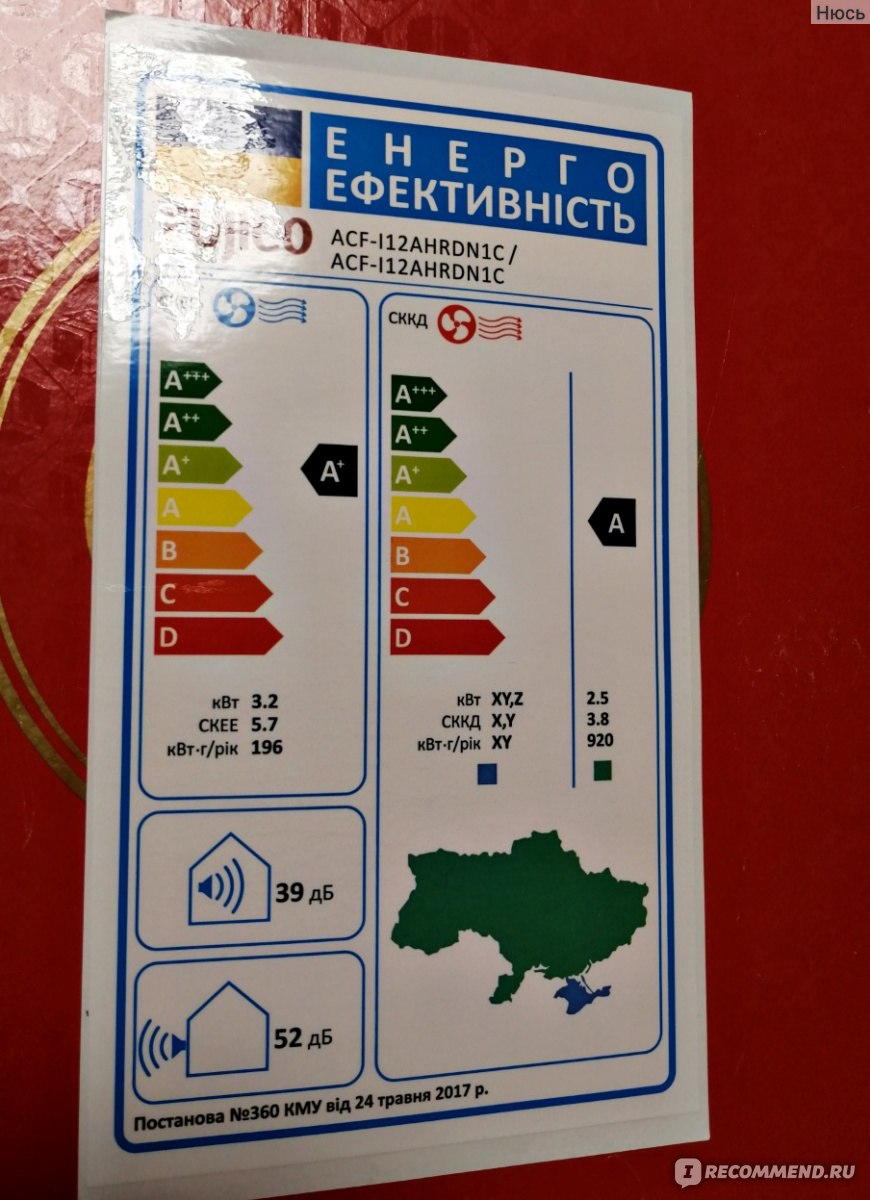 Нюсь
ЕНЕРГО
ЕФЕКТИВНІСТЬ
Fujico
ACF-I12AHRDN1C /
ACF-I12AHRDN1C
СККД
A+++
A++
A+
A
B
C
D
A+
A+++
A++
A+
A
B
C
D
A
кВт 3.2
СКЕЕ 5.7
кВт·г/рік 196
кВт XY,Z 2.5
СККД X,Y 3.8
кВт·г/рік XY 920
39 дБ
52 дБ
Постанова №360 КМУ від 24 травня 2017 р.
IRECOMMEND.RU